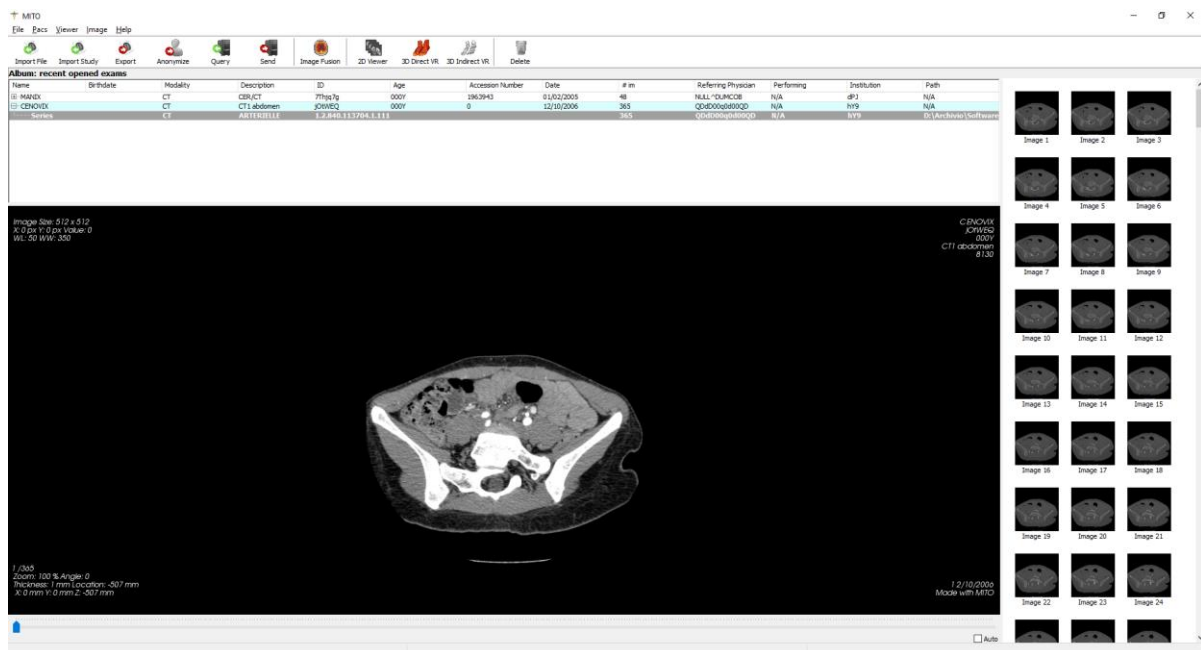 MITO
File Pacs Viewer Image Help
Import File Import Study Export Anonymize Query Send Image Fusion 2D Viewer 3D Direct VR 3D Indirect VR Delete
Album: recent opened exams
Name Birthdate Modality Description ID Age Accession Number Date # im Referring Physician Performing Institution Path
MANIX CT CER/CT 000Y 1963943 01/02/2005 48 NULL^DUMCOB N/A dPJ N/A
CENOVIX CT CT1 abdomen jOtWEQ 000Y 0 12/10/2006 365 QDdD00q0d00QD N/A hY9 N/A
Series CT ARTERIELLE 1.2.840.113704.1.111 365 QDdD00q0d00QD N/A hY9 D:\Archivio\Software
Image Size: 512 x 512
X: 0 px Y: 0 px Value: 0
WL: 50 WW: 350
CENOVIX
jOtWEQ
000Y
CT1 abdomen
8130
1 /365
Zoom: 100 % Angle: 0
Thickness: 1 mm Location: -507 mm
X: 0 mm Y: 0 mm Z: -507 mm
12/10/2006
Made with MITO
Auto
Image 1 Image 2 Image 3
Image 4 Image 5 Image 6
Image 7 Image 8 Image 9
Image 10 Image 11 Image 12
Image 13 Image 14 Image 15
Image 16 Image 17 Image 18
Image 19 Image 20 Image 21
Image 22 Image 23 Image 24